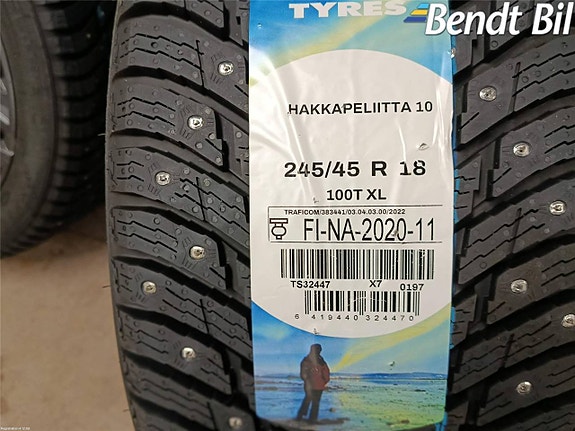 TYRES
Bendt Bil
HAKKAPELIITTA 10
245/45 R 18
100T XL
TRAFICOM/383441/03.04.03.00/2022
FI-NA-2020-11
TS32447 X7 0197
6 419440 324470